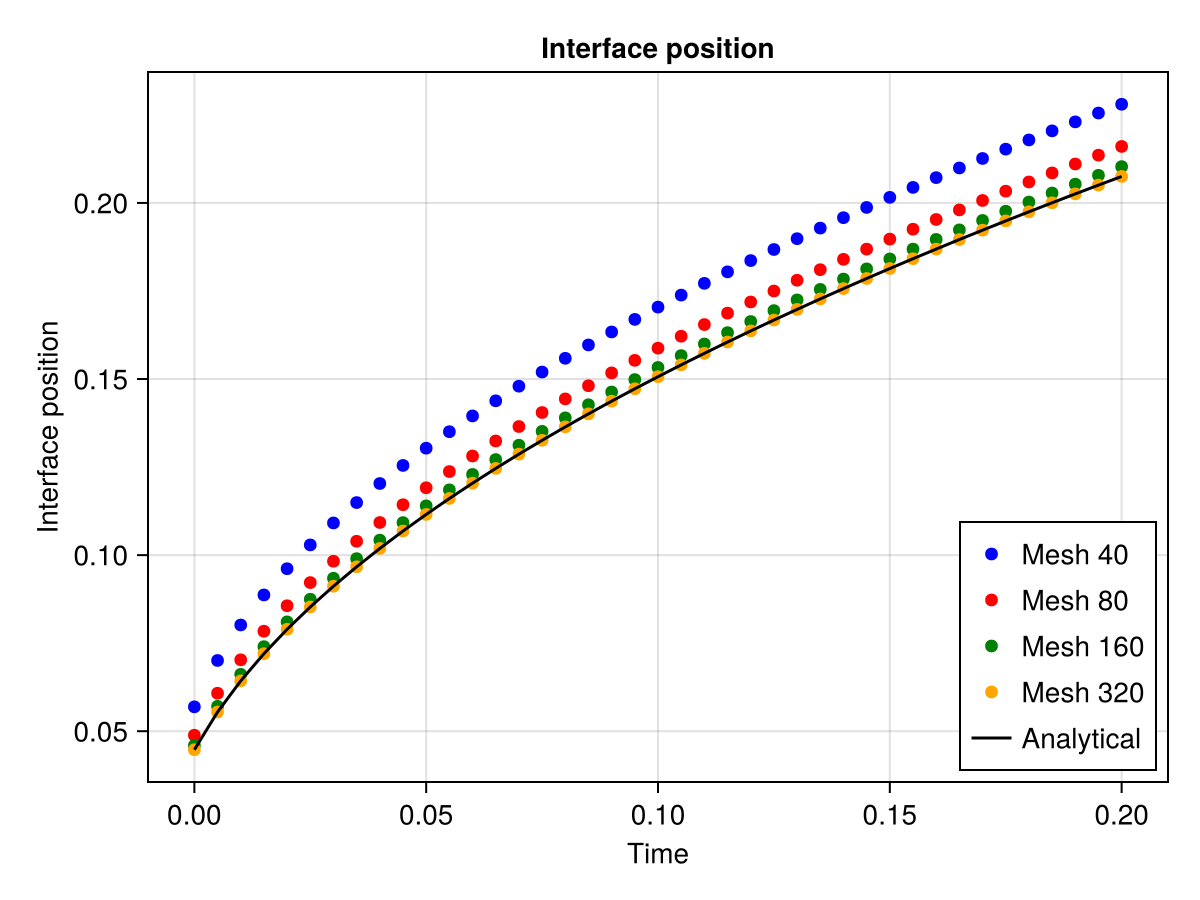 Interface position
Interface position
0.20
0.15
0.10
0.05
0.00 0.05 0.10 0.15 0.20
Time
Mesh 40
Mesh 80
Mesh 160
Mesh 320
Analytical